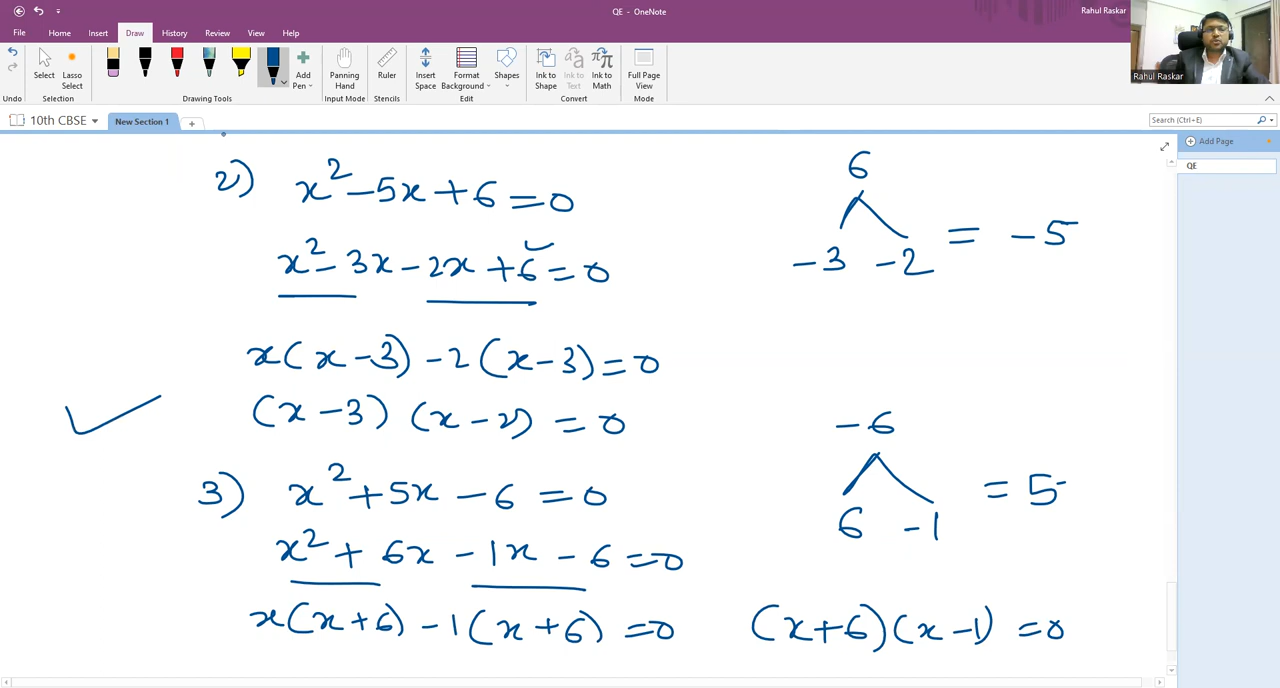 QE - OneNote
Rahul Raskar
File Home Insert Draw History Review View Help
Rahul Raskar
Undo
Select
Lasso Select
Selection
Drawing Tools
Add Pen
Panning Hand
Input Mode
Ruler
Stencils
Insert Space
Format Background
Shapes
Edit
Ink to Shape
Ink to Text
Ink to Math
Convert
Full Page View
Mode
10th CBSE
New Section 1
+
Search (Ctrl+E)
Add Page
QE
2) x² - 5x + 6 = 0
x² - 3x - 2x + 6 = 0
x(x - 3) - 2(x - 3) = 0
(x - 3) (x - 2) = 0
6
-3 -2 = -5
3) x² + 5x - 6 = 0
x² + 6x - 1x - 6 = 0
x(x + 6) - 1(x + 6) = 0
-6
6 -1 = 5
(x + 6)(x - 1) = 0